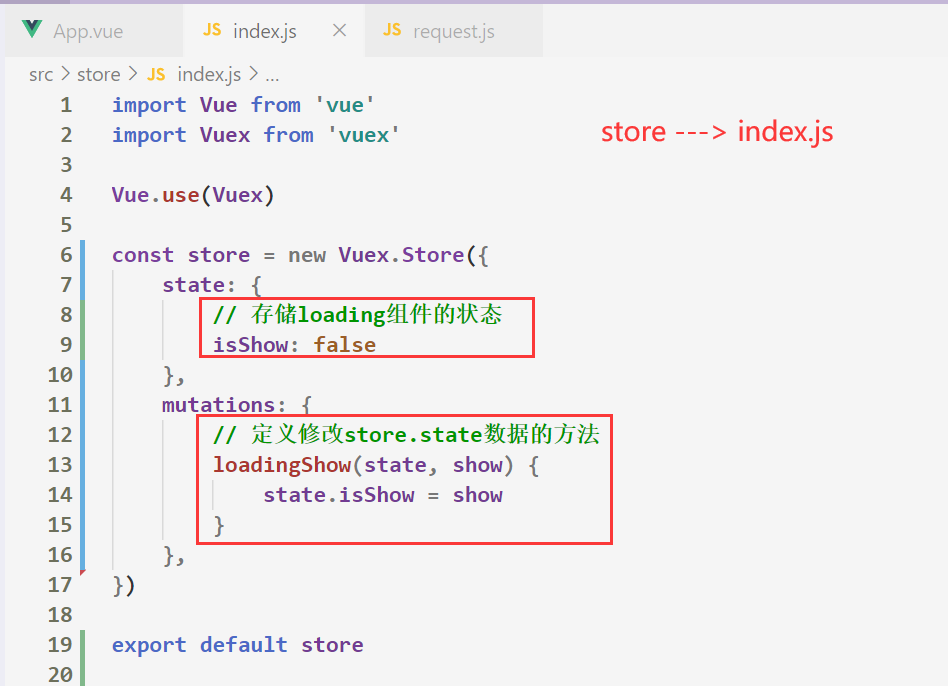 App.vue
JS index.js
JS request.js
src > store > JS index.js > ...
store ---> index.js
1 import Vue from 'vue'
2 import Vuex from 'vuex'
3
4 Vue.use(Vuex)
5
6 const store = new Vuex.Store({
7     state: {
8         // 存储loading组件的状态
9         isShow: false
10     },
11     mutations: {
12         // 定义修改store.state数据的方法
13         loadingShow(state, show) {
14             state.isShow = show
15         }
16     },
17 })
18
19 export default store
20